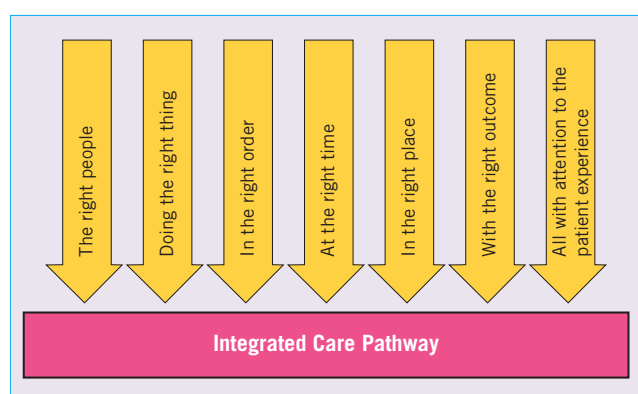 The right people
Doing the right thing
In the right order
At the right time
In the right place
With the right outcome
All with attention to the
patient experience
Integrated Care Pathway